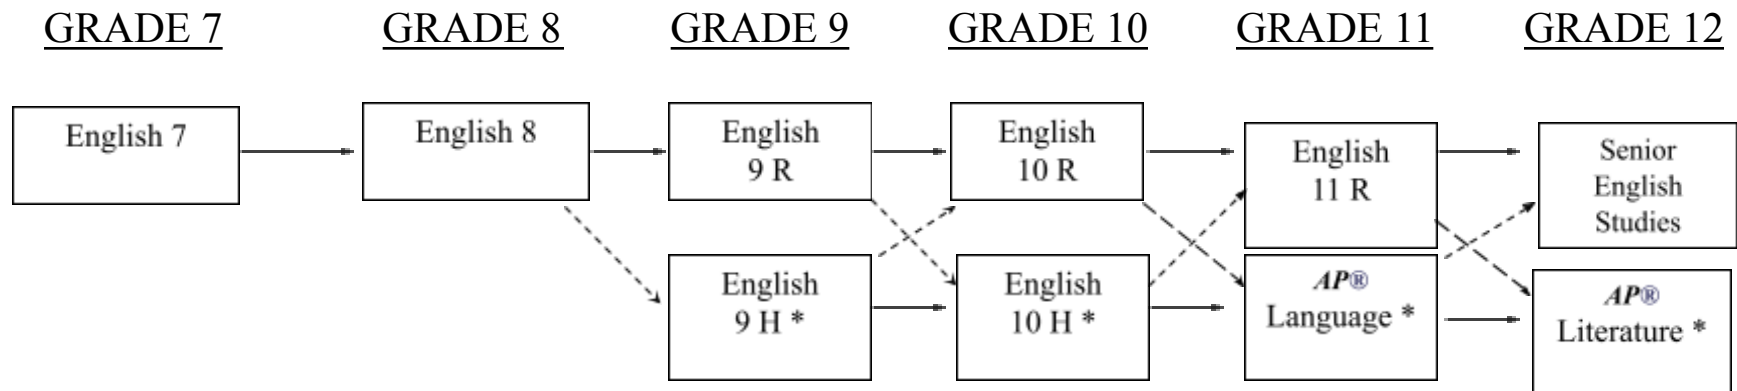 GRADE 7
GRADE 8
GRADE 9
GRADE 10
GRADE 11
GRADE 12
English 7
English 8
English
9 R
English
10 R
English
11 R
Senior
English
Studies
English
9 H *
English
10 H *
AP®
Language *
AP®
Literature *